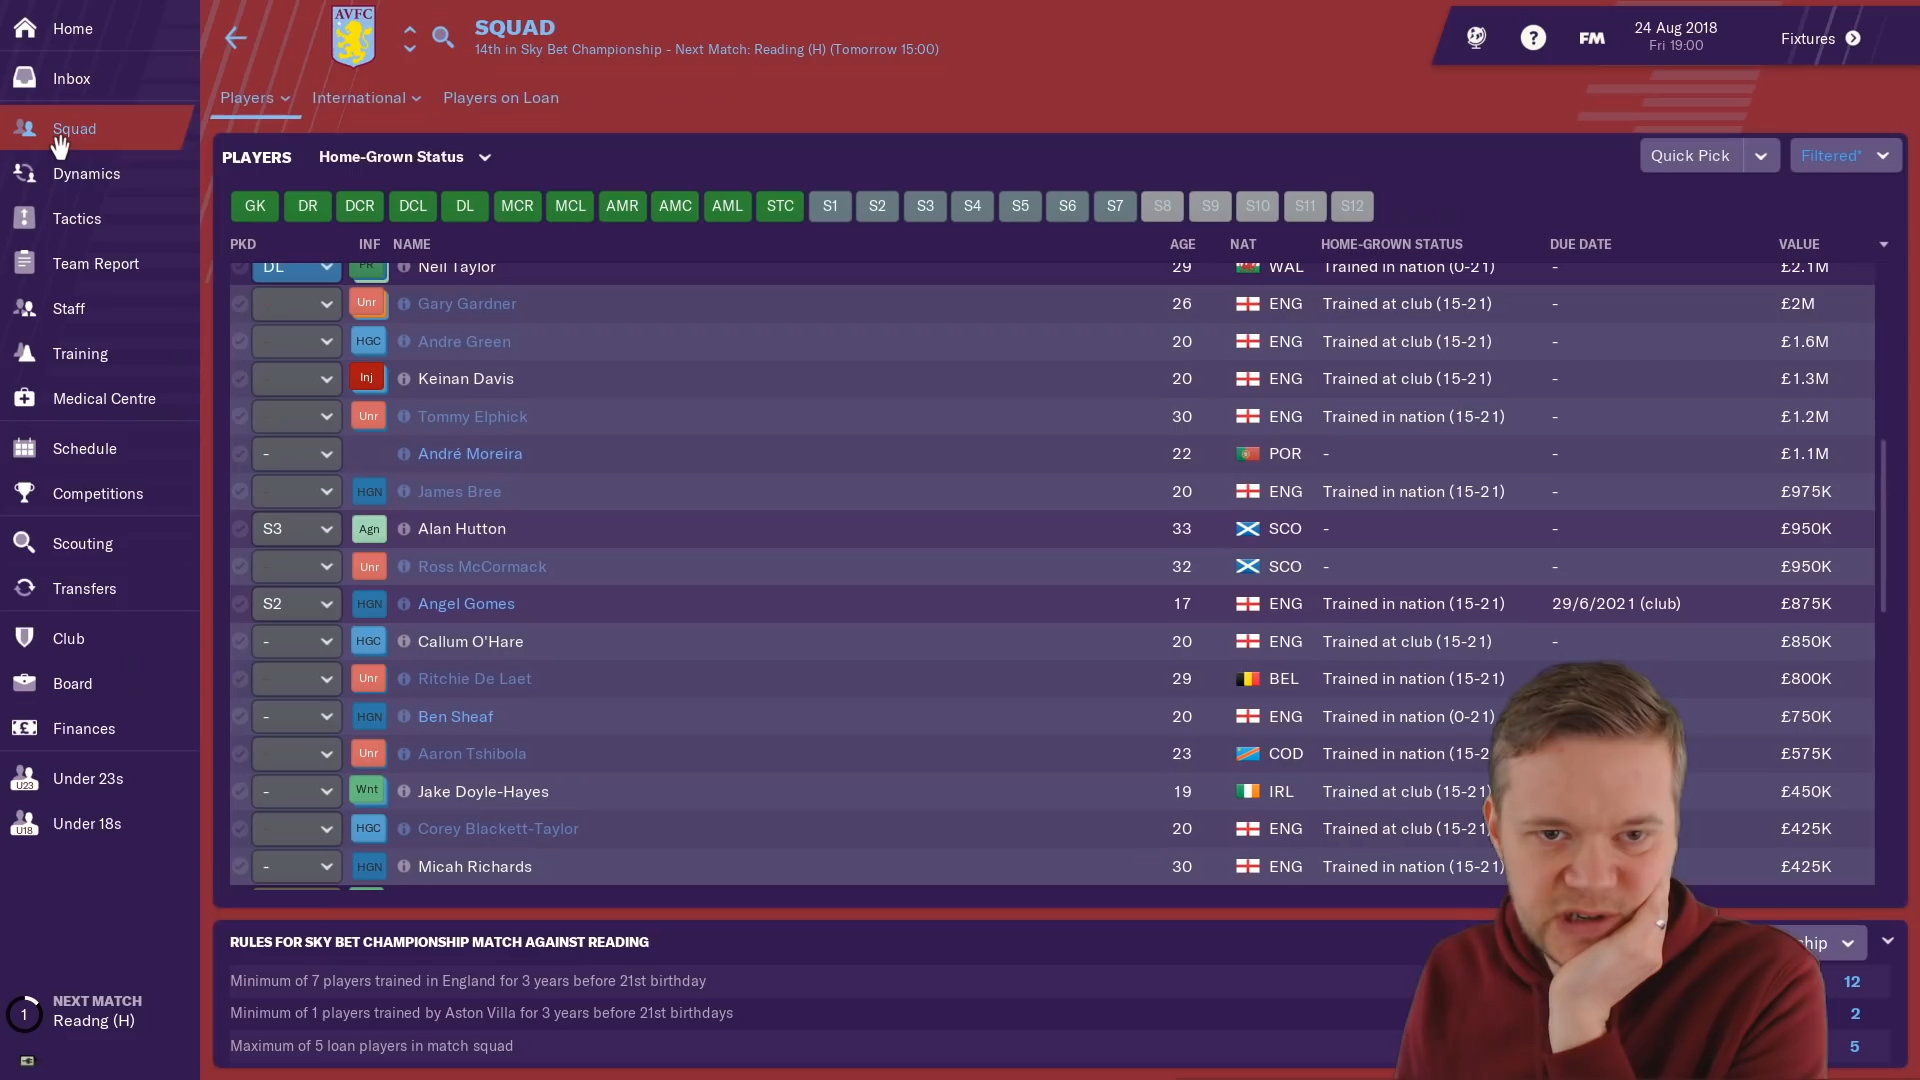 Home
Inbox
Squad
Dynamics
Tactics
Team Report
Staff
Training
Medical Centre
Schedule
Competitions
Scouting
Transfers
Club
Board
Finances
U23 Under 23s
U18 Under 18s
1 NEXT MATCH
Readng (H)
AVFC
SQUAD
14th in Sky Bet Championship - Next Match: Reading (H) (Tomorrow 15:00)
? FM
24 Aug 2018
Fri 19:00
Fixtures
Players International Players on Loan
PLAYERS Home-Grown Status Quick Pick Filtered*
GK DR DCR DCL DL MCR MCL AMR AMC AML STC S1 S2 S3 S4 S5 S6 S7 S8 S9 S10 S11 S12
PKD INF NAME AGE NAT HOME-GROWN STATUS DUE DATE VALUE
DL PR Neil Taylor 29 WAL Trained in nation (0-21) - £2.1M
Unr Gary Gardner 26 ENG Trained at club (15-21) - £2M
HGC Andre Green 20 ENG Trained at club (15-21) - £1.6M
Inj Keinan Davis 20 ENG Trained at club (15-21) - £1.3M
Unr Tommy Elphick 30 ENG Trained in nation (15-21) - £1.2M
- André Moreira 22 POR - - £1.1M
HGN James Bree 20 ENG Trained in nation (15-21) - £975K
S3 Agn Alan Hutton 33 SCO - - £950K
Unr Ross McCormack 32 SCO - - £950K
S2 HGN Angel Gomes 17 ENG Trained in nation (15-21) 29/6/2021 (club) £875K
- HGC Callum O'Hare 20 ENG Trained at club (15-21) - £850K
Unr Ritchie De Laet 29 BEL Trained in nation (15-21) £800K
- HGN Ben Sheaf 20 ENG Trained in nation (0-21) £750K
Unr Aaron Tshibola 23 COD Trained in nation (15-2 £575K
- Wnt Jake Doyle-Hayes 19 IRL Trained at club (15-21) £450K
HGC Corey Blackett-Taylor 20 ENG Trained at club (15-21) £425K
- HGN Micah Richards 30 ENG Trained in nation (15-21) £425K
RULES FOR SKY BET CHAMPIONSHIP MATCH AGAINST READING
Minimum of 7 players trained in England for 3 years before 21st birthday 12
Minimum of 1 players trained by Aston Villa for 3 years before 21st birthdays 2
Maximum of 5 loan players in match squad 5